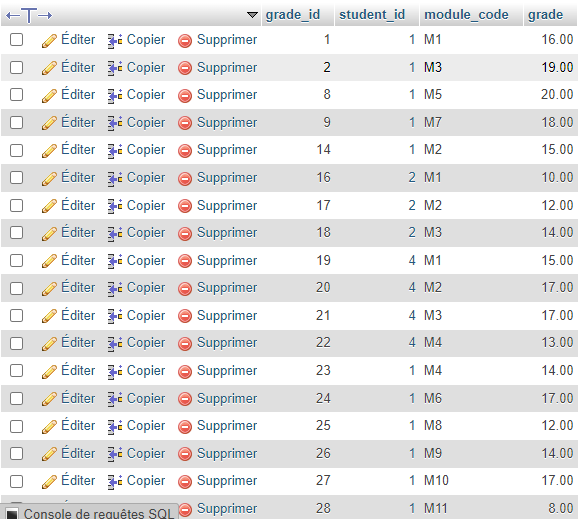 grade_id student_id module_code grade
Éditer Copier Supprimer 1 1 M1 16.00
Éditer Copier Supprimer 2 1 M3 19.00
Éditer Copier Supprimer 8 1 M5 20.00
Éditer Copier Supprimer 9 1 M7 18.00
Éditer Copier Supprimer 14 1 M2 15.00
Éditer Copier Supprimer 16 2 M1 10.00
Éditer Copier Supprimer 17 2 M2 12.00
Éditer Copier Supprimer 18 2 M3 14.00
Éditer Copier Supprimer 19 4 M1 15.00
Éditer Copier Supprimer 20 4 M2 17.00
Éditer Copier Supprimer 21 4 M3 17.00
Éditer Copier Supprimer 22 4 M4 13.00
Éditer Copier Supprimer 23 1 M4 14.00
Éditer Copier Supprimer 24 1 M6 17.00
Éditer Copier Supprimer 25 1 M8 12.00
Éditer Copier Supprimer 26 1 M9 14.00
Éditer Copier Supprimer 27 1 M10 17.00
Supprimer 28 1 M11 8.00
Console de requêtes SQL